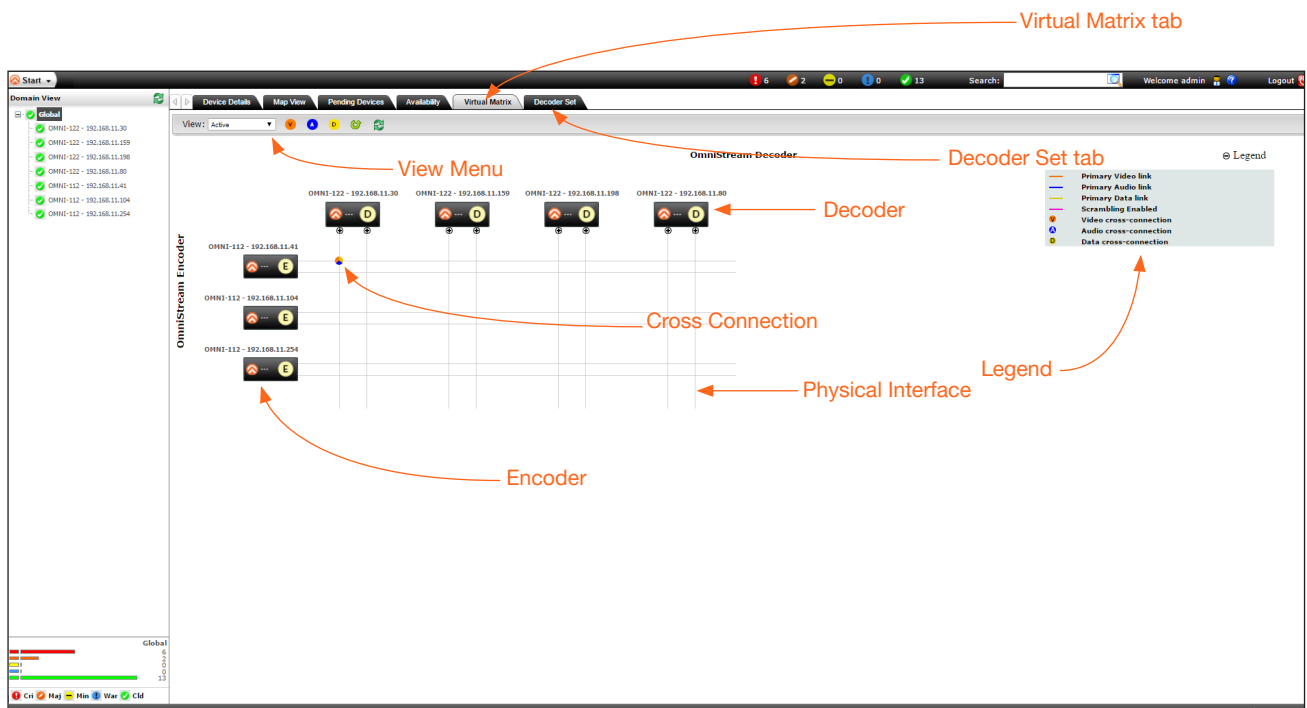 Virtual Matrix tab
Start
6 2 0 0 13 Search: Welcome admin Logout
Domain View
Device Details Map View Pending Devices Availability Virtual Matrix Decoder Set
Global
OMNI-122 - 192.168.11.30
OMNI-122 - 192.168.11.159
OMNI-122 - 192.168.11.198
OMNI-122 - 192.168.11.80
OMNI-112 - 192.168.11.41
OMNI-112 - 192.168.11.104
OMNI-112 - 192.168.11.254
View: Active V A D
View Menu
OmniStream Decoder
Decoder Set tab
Legend
Primary Video link
Primary Audio link
Primary Data link
Scrambling Enabled
V Video cross-connection
A Audio cross-connection
D Data cross-connection
OMNI-122 - 192.168.11.30 OMNI-122 - 192.168.11.159 OMNI-122 - 192.168.11.198 OMNI-122 - 192.168.11.80
D D D D
Decoder
OmniStream Encoder
OMNI-112 - 192.168.11.41
E
OMNI-112 - 192.168.11.104
E
OMNI-112 - 192.168.11.254
E
Cross Connection
Legend
Physical Interface
Encoder
Global
6
2
0
0
13
Cri Maj Min War Cld